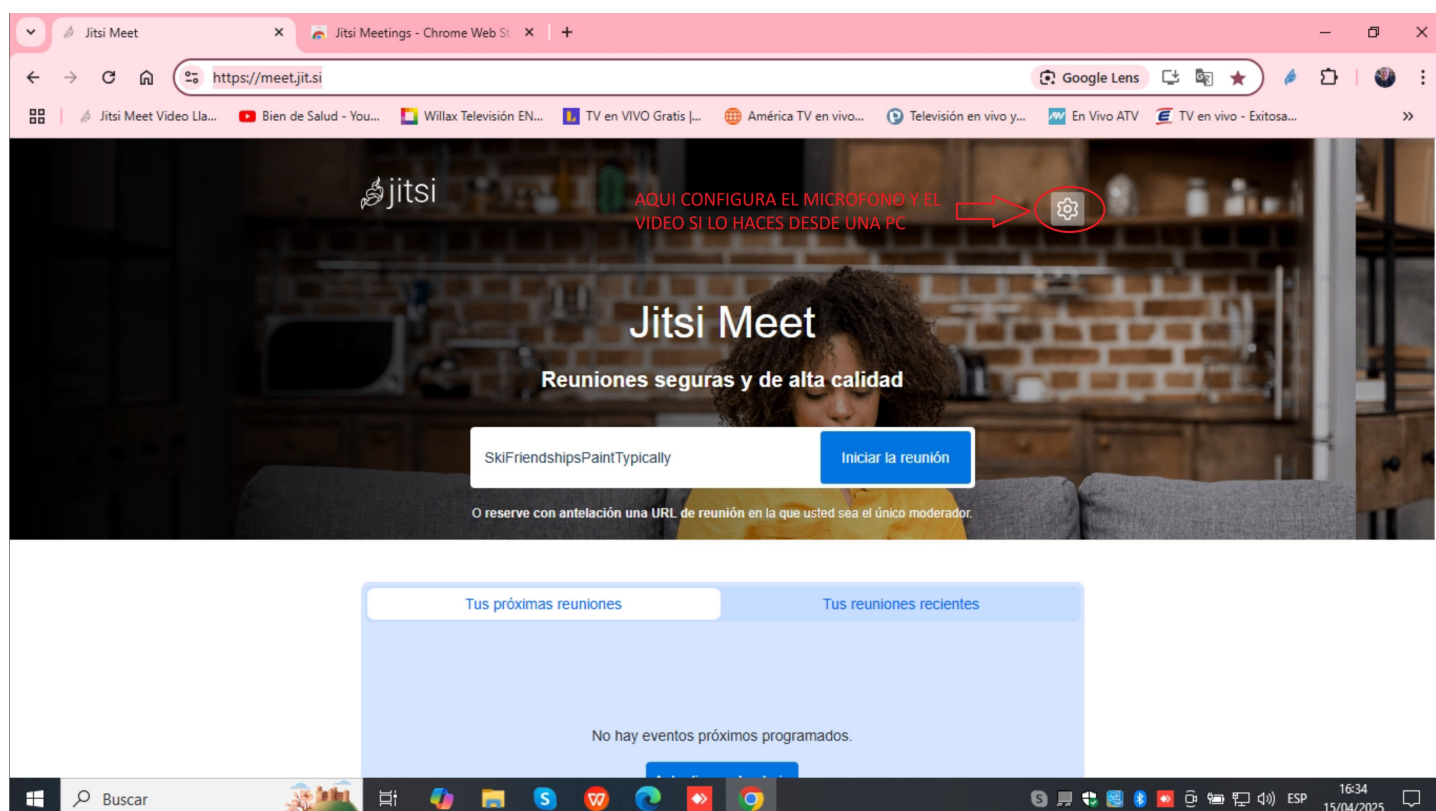 Jitsi Meet
Jitsi Meetings - Chrome Web St
https://meet.jit.si
Google Lens
Jitsi Meet Video Lla...
Bien de Salud - You...
Willax Televisión EN...
TV en VIVO Gratis |...
América TV en vivo...
Televisión en vivo y...
En Vivo ATV
TV en vivo - Exitosa...
jitsi
AQUI CONFIGURA EL MICROFONO Y EL
VIDEO SI LO HACES DESDE UNA PC
Jitsi Meet
Reuniones seguras y de alta calidad
SkiFriendshipsPaintTypically
Iniciar la reunión
O reserve con antelación una URL de reunión en la que usted sea el único moderador.
Tus próximas reuniones
Tus reuniones recientes
No hay eventos próximos programados.
Buscar
ESP
16:34
15/04/2025